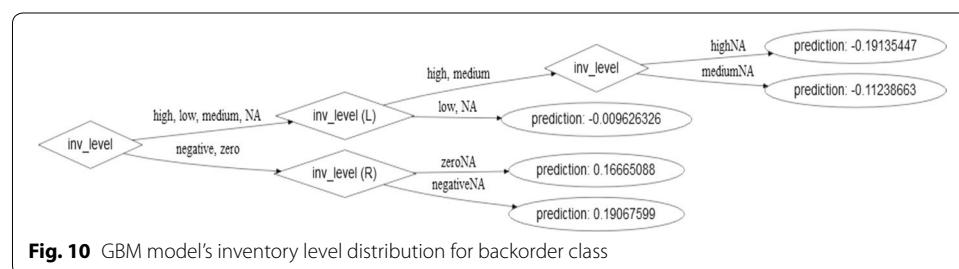 highNA
prediction: -0.19135447
inv_level
high, medium
mediumNA
prediction: -0.11238663
high, low, medium, NA
inv_level (L)
low, NA
prediction: -0.009626326
inv_level
negative, zero
zeroNA
prediction: 0.16665088
inv_level (R)
negativeNA
prediction: 0.19067599
Fig. 10 GBM model’s inventory level distribution for backorder class